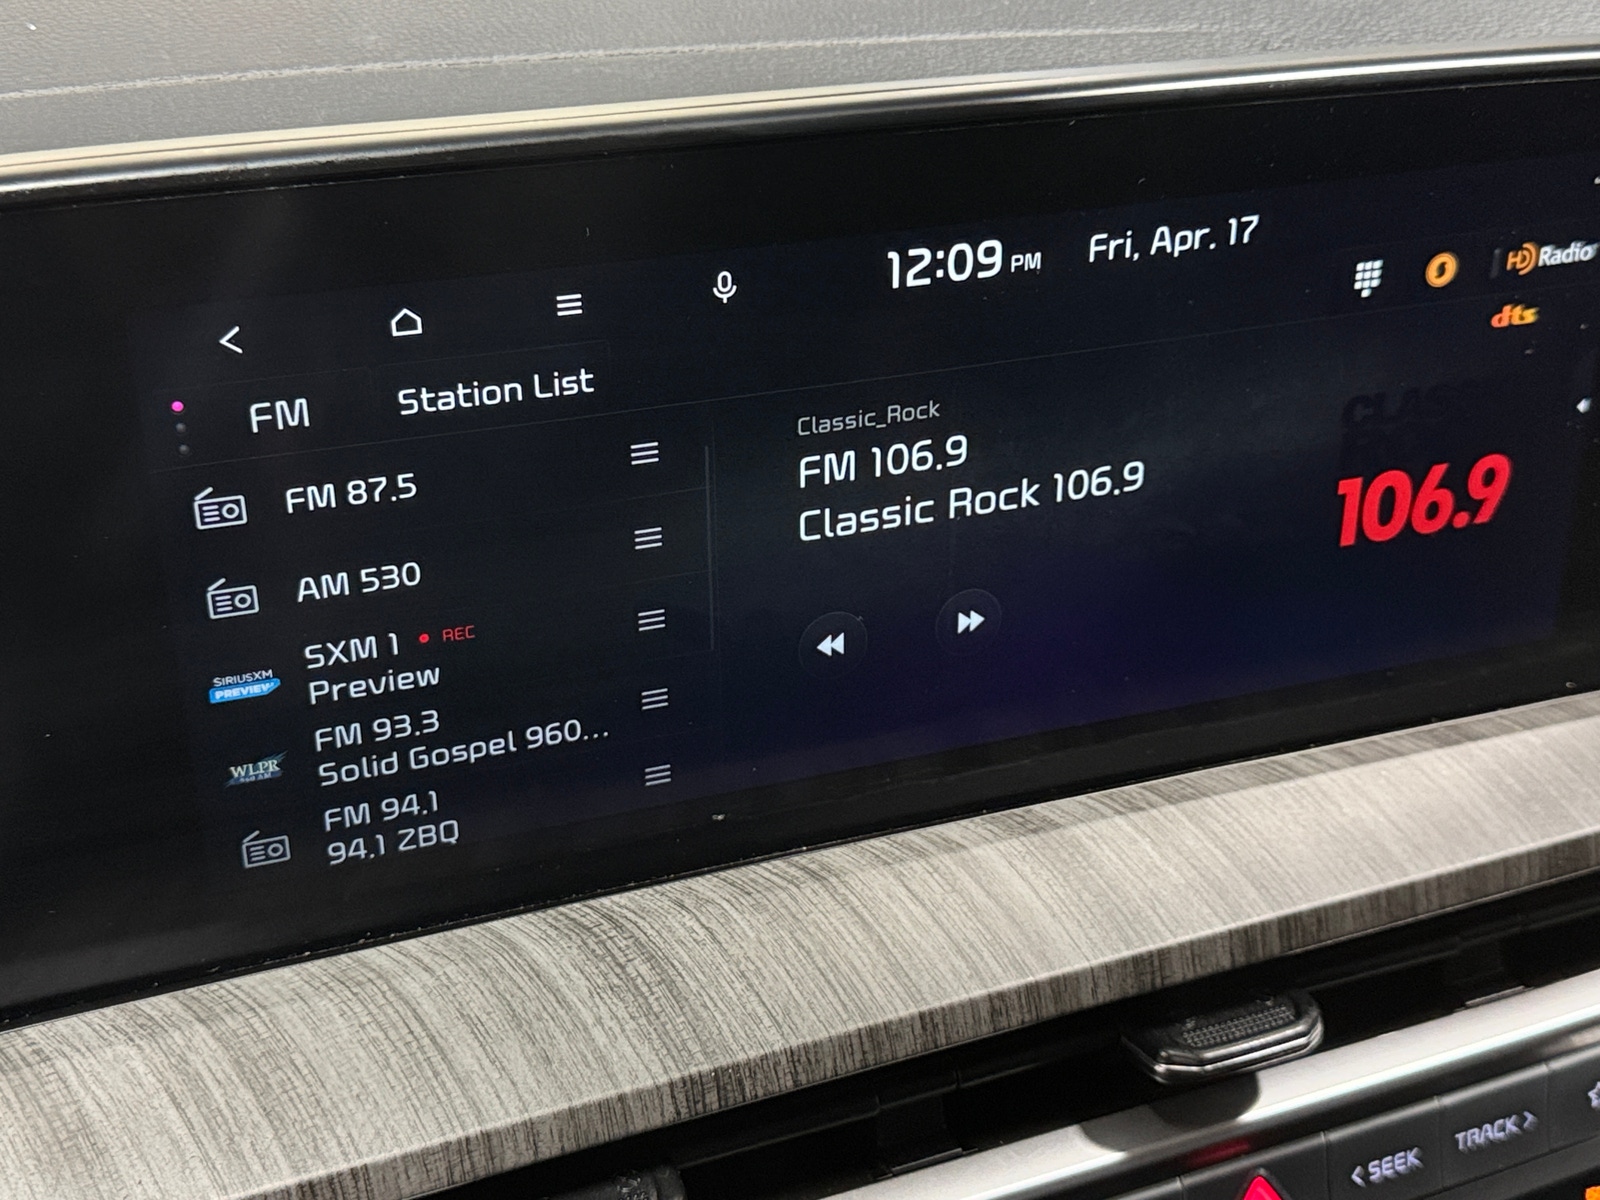 12:09 PM
Fri, Apr. 17
HD Radio
dts
FM
Station List
FM 87.5
AM 530
SIRIUSXM
PREVIEW
SXM 1 REC
Preview
WLPR
FM 93.3
Solid Gospel 960...
FM 94.1
94.1 ZBQ
Classic_Rock
FM 106.9
Classic Rock 106.9
106.9
< SEEK
TRACK >